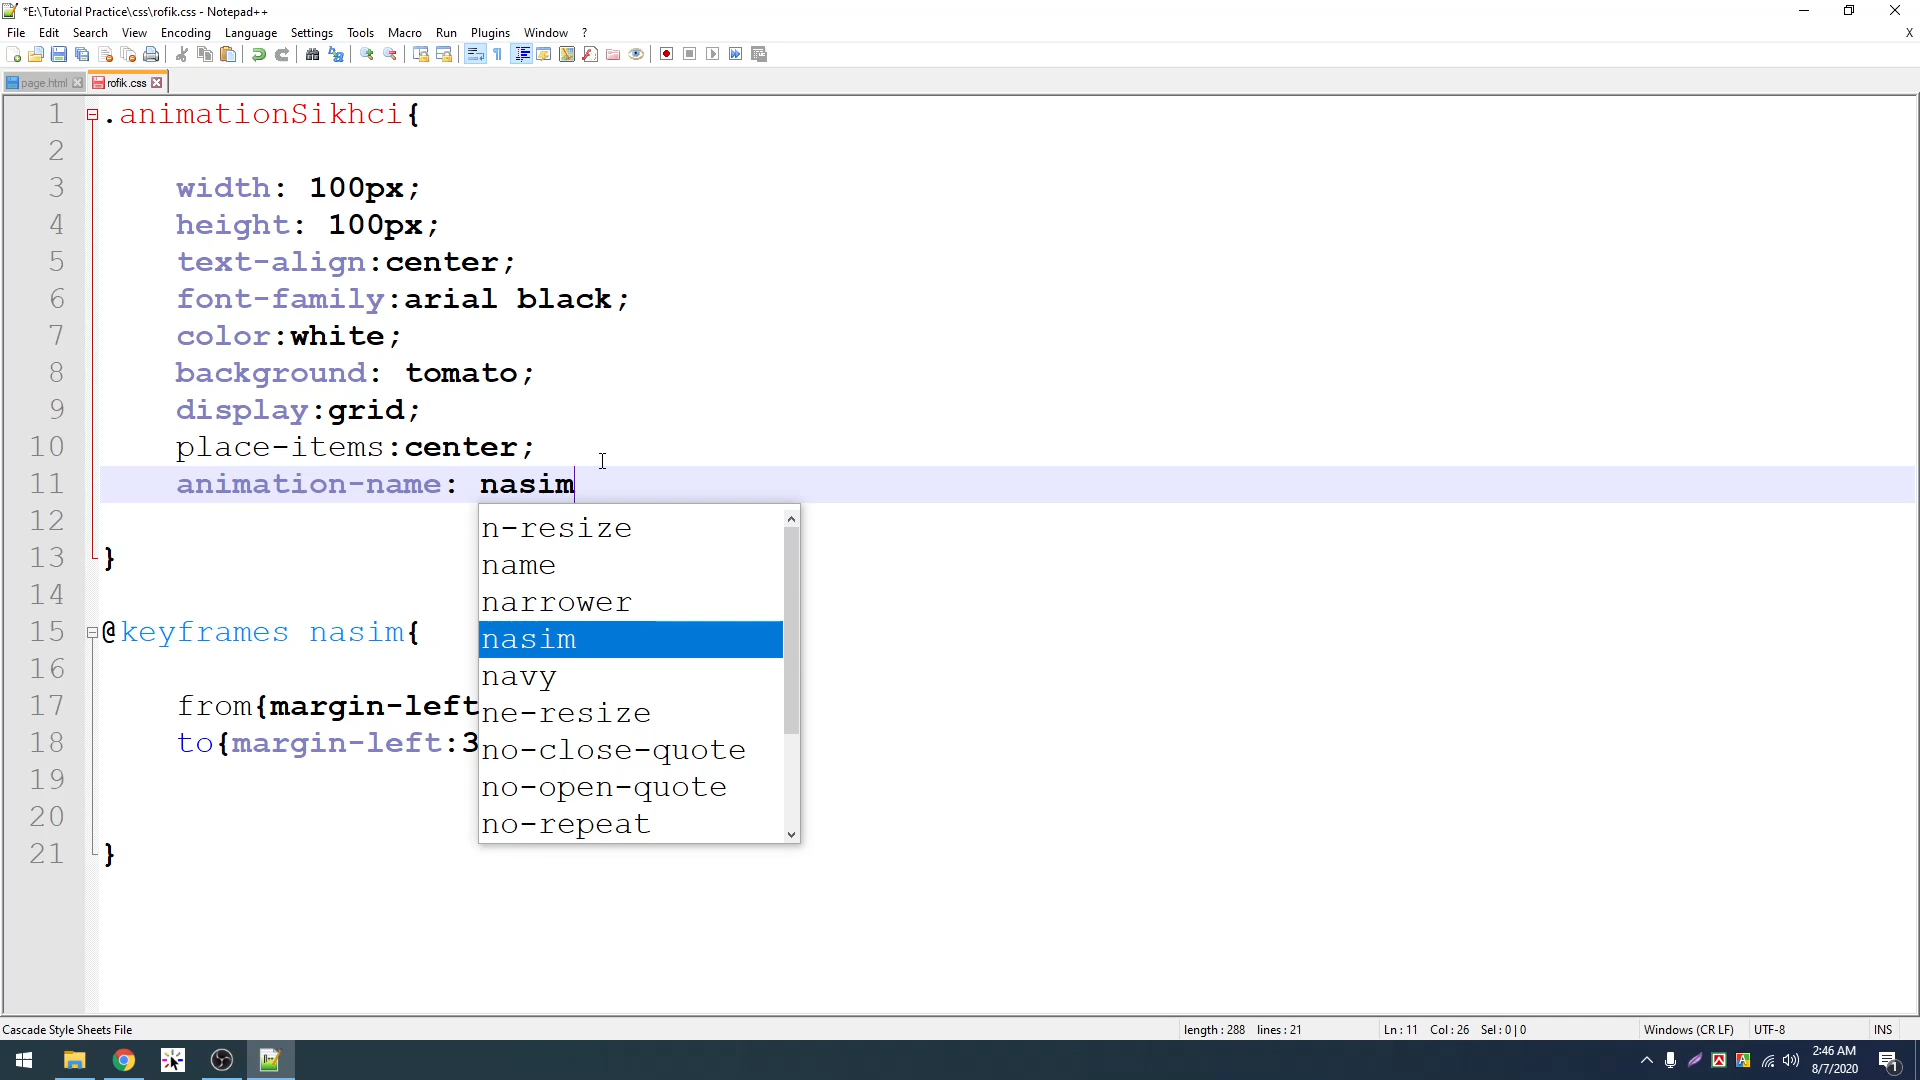 *E:\Tutorial Practice\css\rofik.css - Notepad++
File Edit Search View Encoding Language Settings Tools Macro Run Plugins Window ? X
page.html rofik.css
1 .animationSikhci{
2
3 width: 100px;
4 height: 100px;
5 text-align:center;
6 font-family:arial black;
7 color:white;
8 background: tomato;
9 display:grid;
10 place-items:center;
11 animation-name: nasim
12
13 }
14
15 @keyframes nasim{
16
17 from{margin-left
18 to{margin-left:3
19
20
21 }
n-resize
name
narrower
nasim
navy
ne-resize
no-close-quote
no-open-quote
no-repeat
Cascade Style Sheets File length : 288 lines : 21 Ln : 11 Col : 26 Sel : 0 | 0 Windows (CR LF) UTF-8 INS
2:46 AM
8/7/2020
1